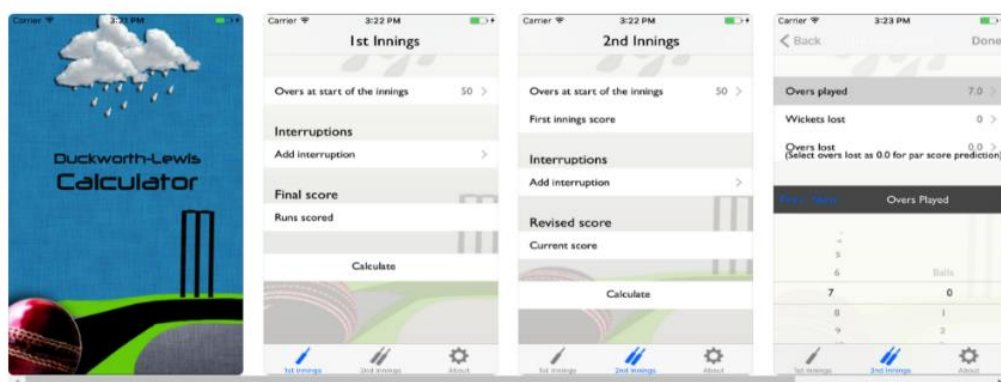 Carrier 3:21 PM
Duckworth-Lewis
Calculator
Carrier 3:22 PM
1st Innings
Overs at start of the innings 50 >
Interruptions
Add interruption >
Final score
Runs scored
Calculate
1st Innings 2nd Innings About
Carrier 3:22 PM
2nd Innings
Overs at start of the innings 50 >
First innings score
Interruptions
Add interruption >
Revised score
Current score
Calculate
1st Innings 2nd Innings About
Carrier 3:23 PM
< Back Done
Overs played 7.0 >
Wickets lost 0 >
Overs lost 0.0 >
(Select overs lost as 0.0 for par score prediction)
Overs Played
4
5
6 Balls
7 0
8 1
9 2
1st Innings 2nd Innings About